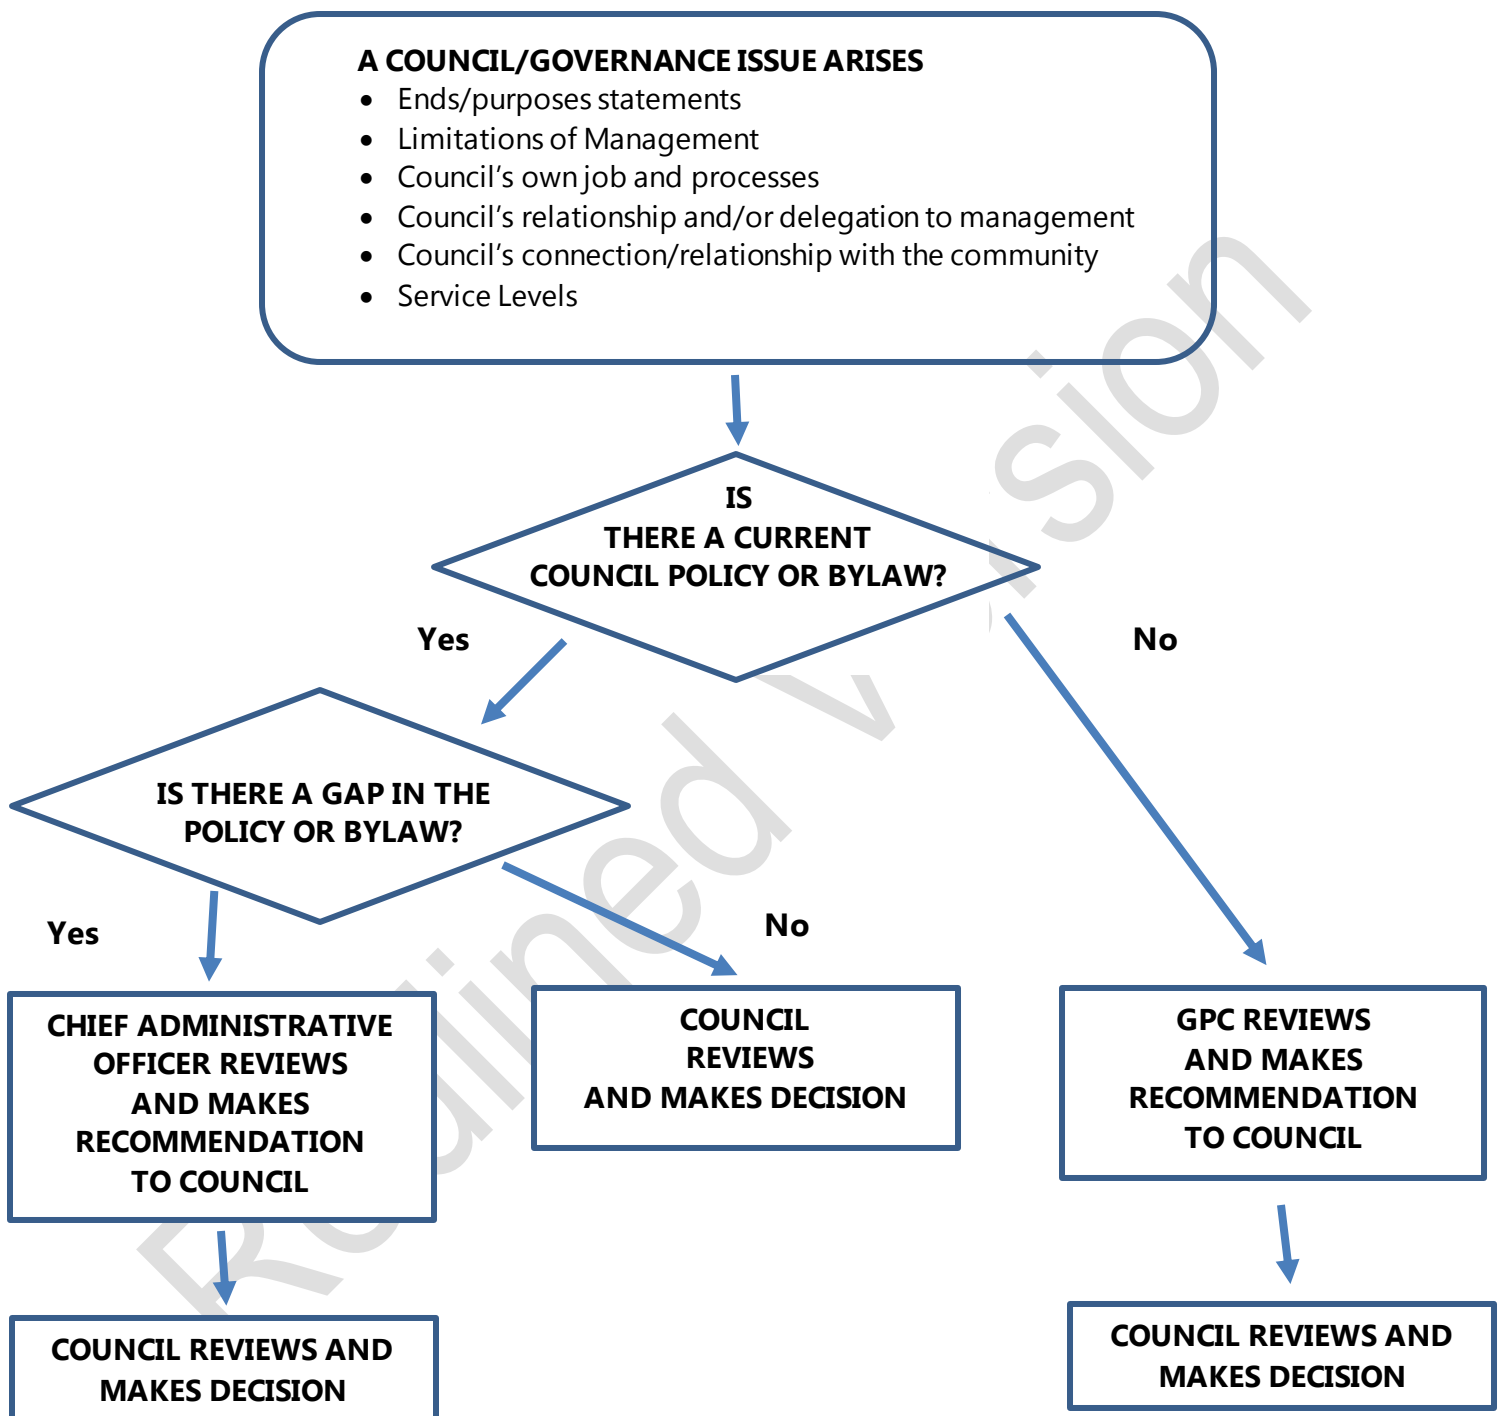 A COUNCIL/GOVERNANCE ISSUE ARISES
• Ends/purposes statements
• Limitations of Management
• Council's own job and processes
• Council's relationship and/or delegation to management
• Council's connection/relationship with the community
• Service Levels
IS
THERE A CURRENT
COUNCIL POLICY OR BYLAW?
Yes
No
IS THERE A GAP IN THE
POLICY OR BYLAW?
Yes
No
CHIEF ADMINISTRATIVE
OFFICER REVIEWS
AND MAKES
RECOMMENDATION
TO COUNCIL
COUNCIL
REVIEWS
AND MAKES DECISION
GPC REVIEWS
AND MAKES
RECOMMENDATION
TO COUNCIL
COUNCIL REVIEWS AND
MAKES DECISION
COUNCIL REVIEWS AND
MAKES DECISION
Redlined Version